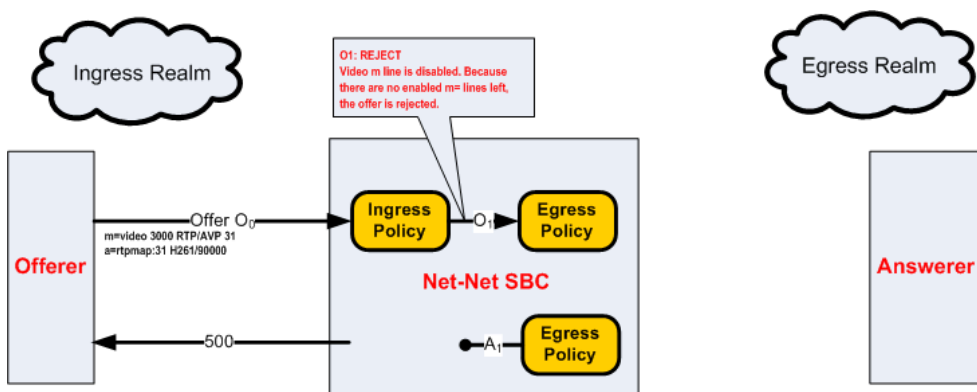 Ingress Realm
Egress Realm
O1: REJECT
Video m line is disabled. Because
there are no enabled m= lines left,
the offer is rejected.
Offerer
Offer O₀
m=video 3000 RTP/AVP 31
a=rtpmap:31 H261/90000
Ingress
Policy
O₁
Egress
Policy
Net-Net SBC
Answerer
500
A₁
Egress
Policy